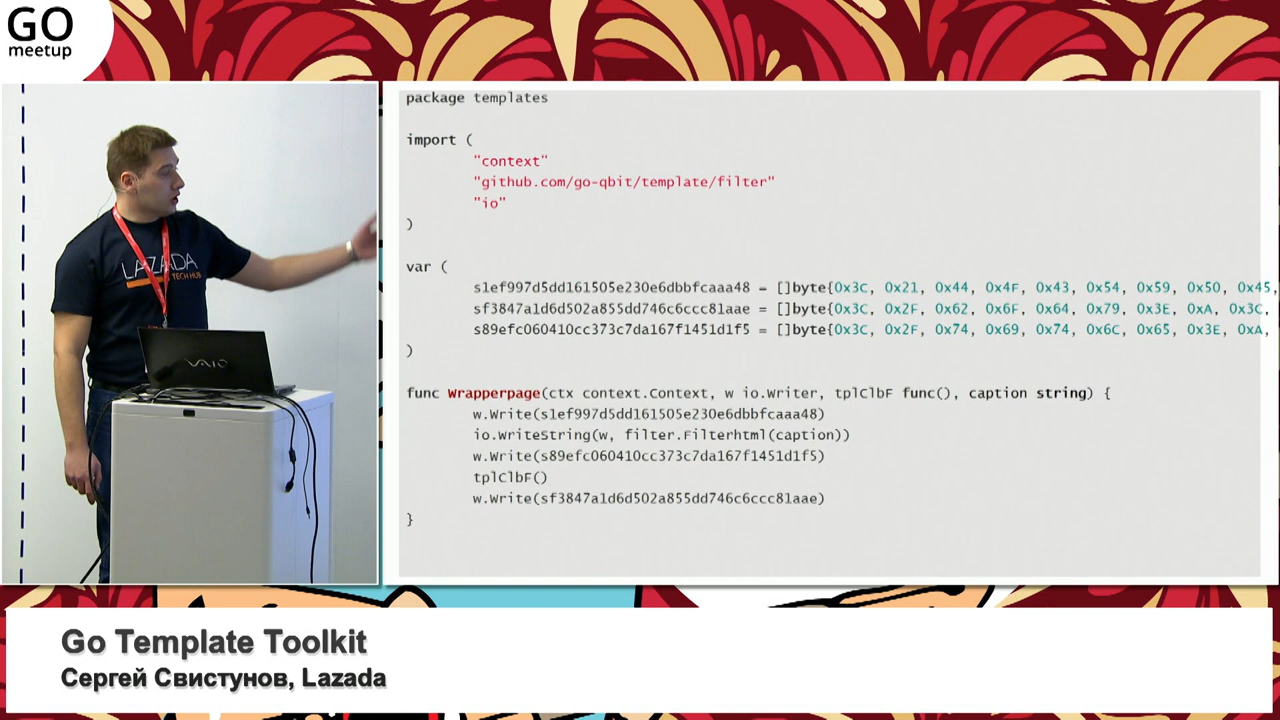 GO
meetup
LAZADA
TECH HUB
VAIO
package templates
import (
"context"
"github.com/go-qbit/template/filter"
"io"
)
var (
s1ef997d5dd161505e230e6dbbfcaaa48 = []byte{0x3C, 0x21, 0x44, 0x4F, 0x43, 0x54, 0x59, 0x50, 0x45,
sf3847a1d6d502a855dd746c6ccc81aae = []byte{0x3C, 0x2F, 0x62, 0x6F, 0x64, 0x79, 0x3E, 0xA, 0x3C,
s89efc060410cc373c7da167f1451d1f5 = []byte{0x3C, 0x2F, 0x74, 0x69, 0x74, 0x6C, 0x65, 0x3E, 0xA,
)
func Wrapperpage(ctx context.Context, w io.Writer, tplClbF func(), caption string) {
w.Write(s1ef997d5dd161505e230e6dbbfcaaa48)
io.WriteString(w, filter.Filterhtml(caption))
w.Write(s89efc060410cc373c7da167f1451d1f5)
tplClbF()
w.Write(sf3847a1d6d502a855dd746c6ccc81aae)
}
Go Template Toolkit
Сергей Свистунов, Lazada